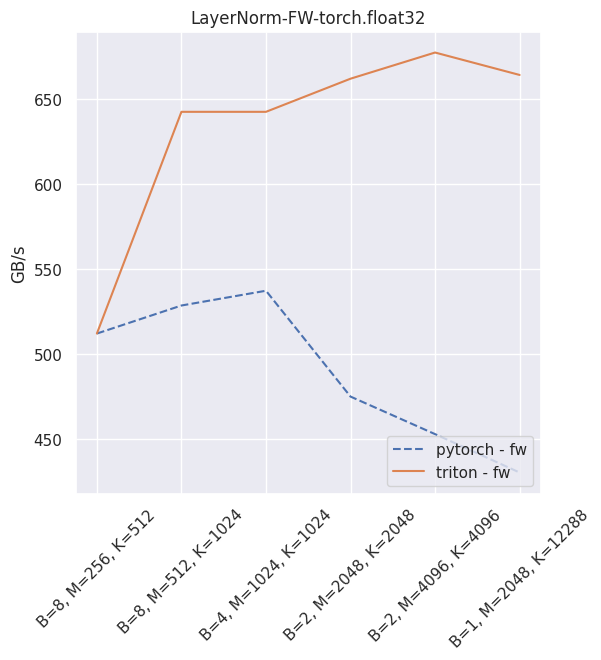 LayerNorm-FW-torch.float32
GB/s
650
600
550
500
450
pytorch - fw
triton - fw
B=8, M=256, K=512
B=8, M=512, K=1024
B=4, M=1024, K=1024
B=2, M=2048, K=2048
B=2, M=4096, K=4096
B=1, M=2048, K=12288